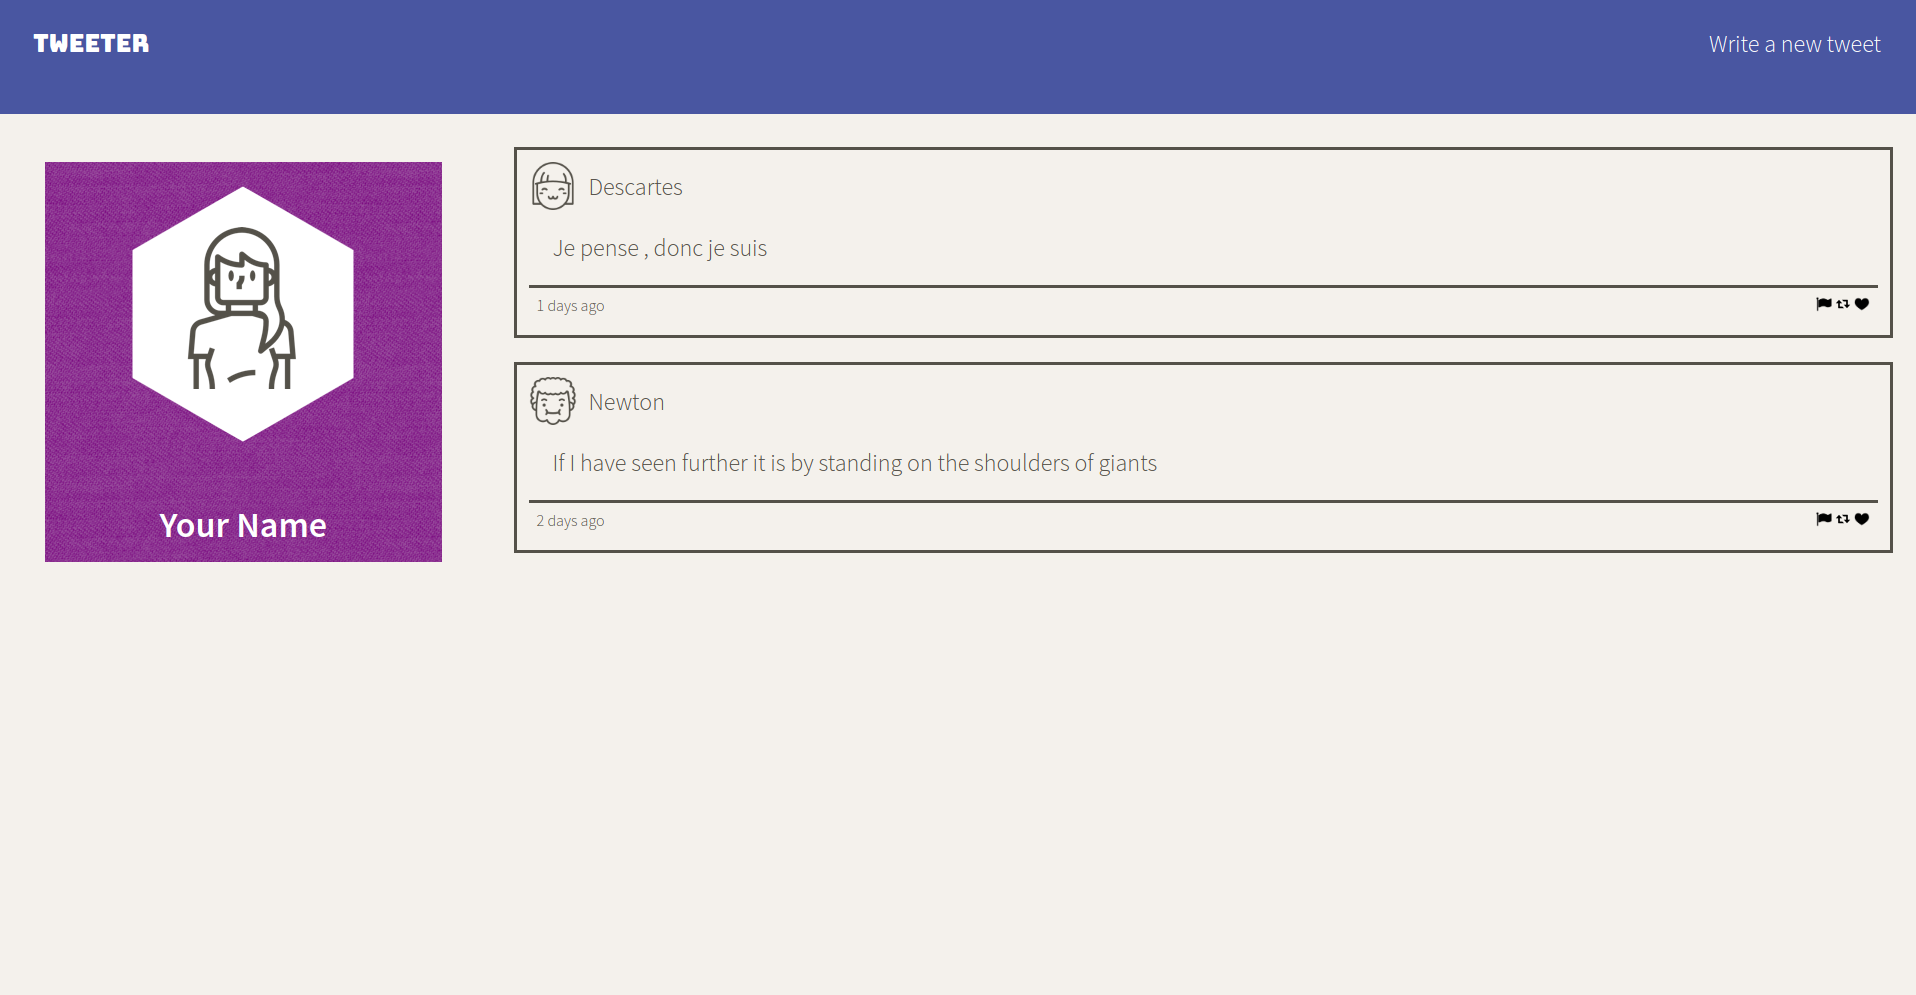 TWEETER
Write a new tweet
Your Name
Descartes
Je pense , donc je suis
1 days ago
Newton
If I have seen further it is by standing on the shoulders of giants
2 days ago